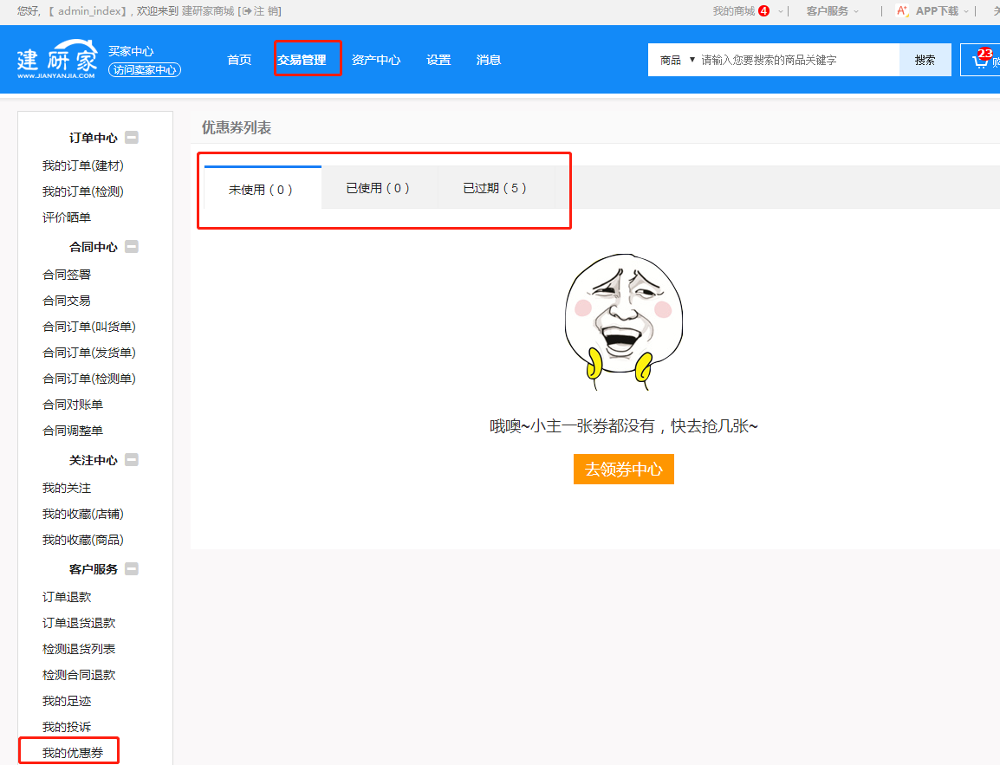 您好, 【 admin_index】, 欢迎来到 建研家商城 [注 销]
我的商城 4
客户服务
APP下载
建研家
WWW.JIANYANJIA.COM
买家中心
访问卖家中心
首页
交易管理
资产中心
设置
消息
商品 ▼ 请输入您要搜索的商品关键字
搜索
23
订单中心
我的订单(建材)
我的订单(检测)
评价晒单
合同中心
合同签署
合同交易
合同订单(叫货单)
合同订单(发货单)
合同订单(检测单)
合同对账单
合同调整单
关注中心
我的关注
我的收藏(店铺)
我的收藏(商品)
客户服务
订单退款
订单退货退款
检测退货列表
检测合同退款
我的足迹
我的投诉
我的优惠券
优惠券列表
未使用 ( 0 )
已使用 ( 0 )
已过期 ( 5 )
哦噢~小主一张券都没有，快去抢几张~
去领券中心